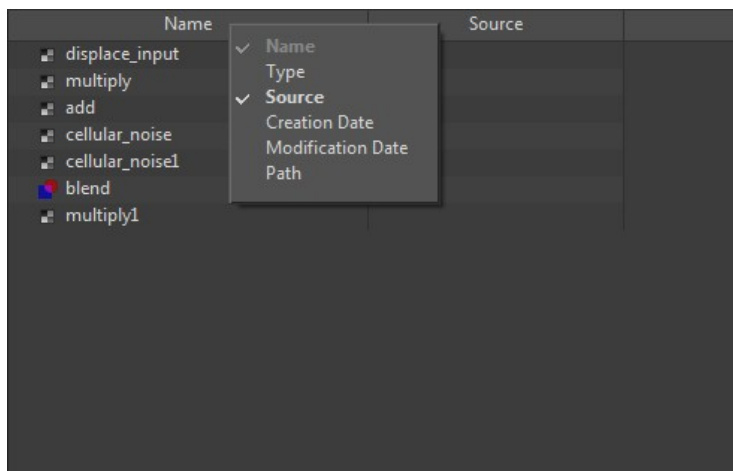 Name Source
displace_input
multiply
add
cellular_noise
cellular_noise1
blend
multiply1
Name
Type
Source
Creation Date
Modification Date
Path